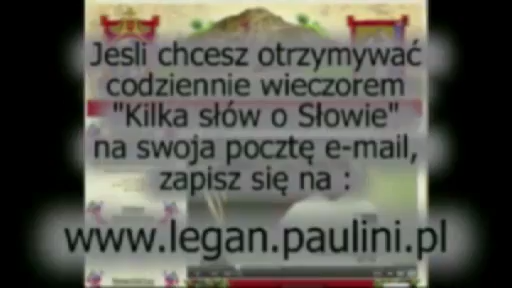 Jesli chcesz otrzymywać
codziennie wieczorem
"Kilka słów o Słowie"
na swoja pocztę e-mail,
zapisz się na :
www.legan.paulini.pl